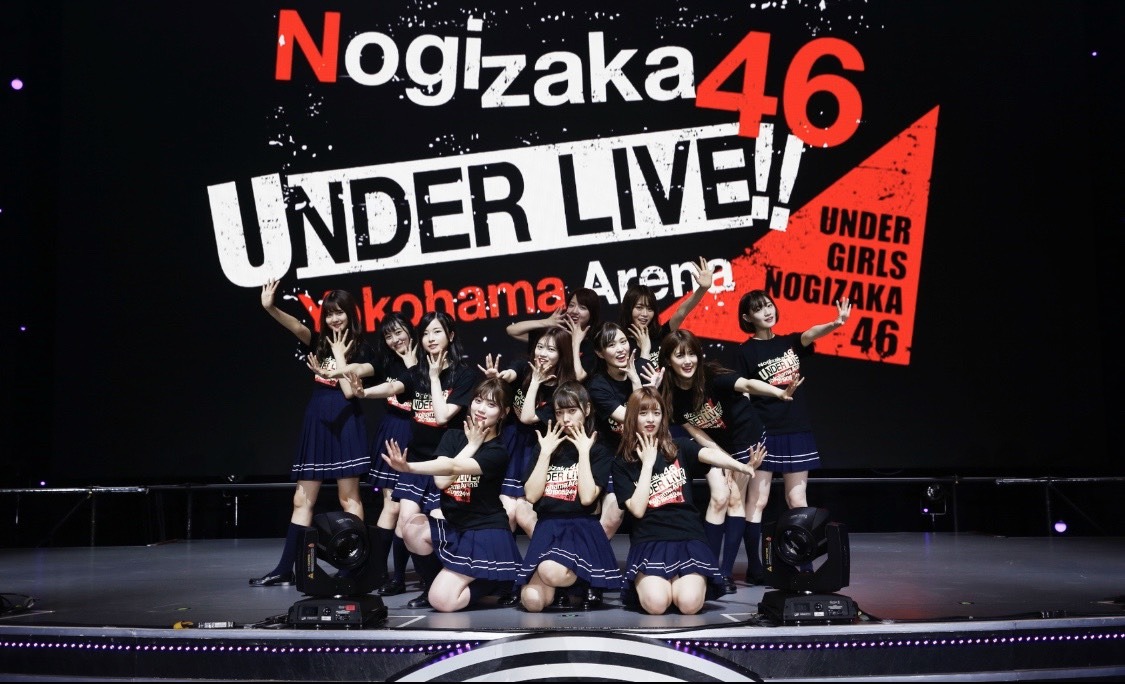 Nogizaka46
UNDER LIVE!!
Yokohama Arena
UNDER
GIRLS
NOGIZAKA
46